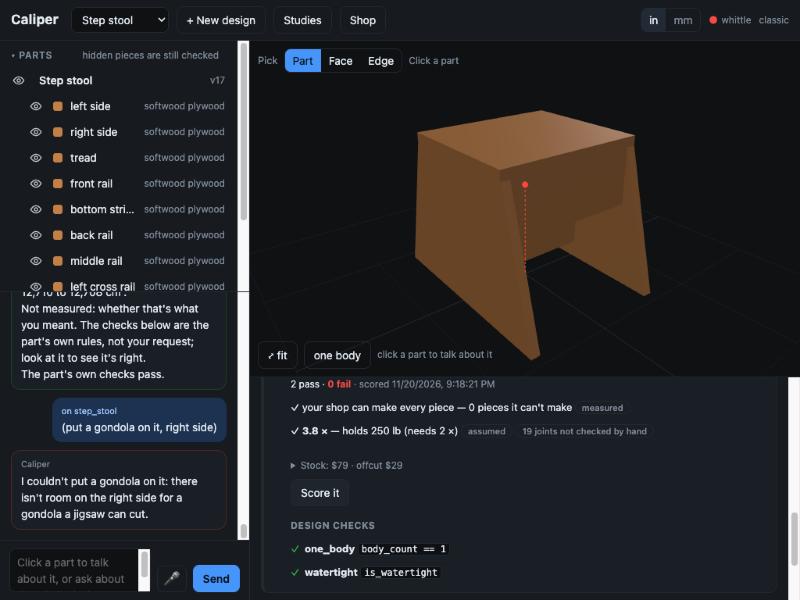 Caliper
Step stool
+ New design
Studies
Shop
in
mm
whittle
classic
PARTS
hidden pieces are still checked
Step stool
v17
left side
softwood plywood
right side
softwood plywood
tread
softwood plywood
front rail
softwood plywood
bottom stri...
softwood plywood
back rail
softwood plywood
middle rail
softwood plywood
left cross rail
softwood plywood
Not measured: whether that's what
you meant. The checks below are the
part's own rules, not your request;
look at it to see it's right.
The part's own checks pass.
on step_stool
(put a gondola on it, right side)
Caliper
I couldn't put a gondola on it: there
isn't room on the right side for a
gondola a jigsaw can cut.
Click a part to talk
about it, or ask about
Send
Pick
Part
Face
Edge
Click a part
fit
one body
click a part to talk about it
2 pass · 0 fail · scored 11/20/2026, 9:18:21 PM
✓ your shop can make every piece — 0 pieces it can't make measured
✓ 3.8 × — holds 250 lb (needs 2 ×) assumed 19 joints not checked by hand
Stock: $79 · offcut $29
Score it
DESIGN CHECKS
✓ one_body body_count == 1
✓ watertight is_watertight